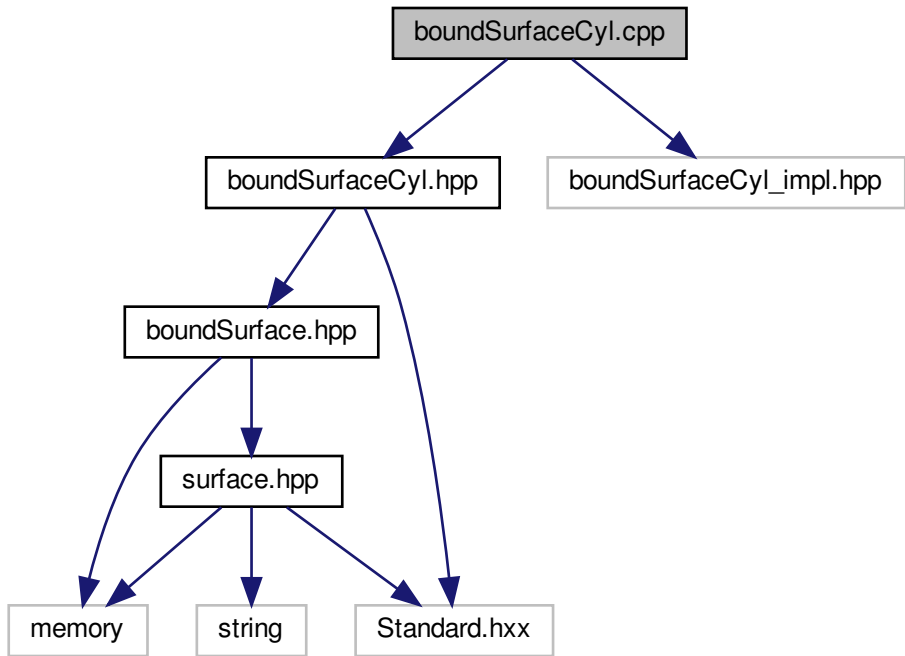 boundSurfaceCyl.cpp
boundSurfaceCyl.hpp
boundSurfaceCyl_impl.hpp
boundSurface.hpp
surface.hpp
memory
string
Standard.hxx